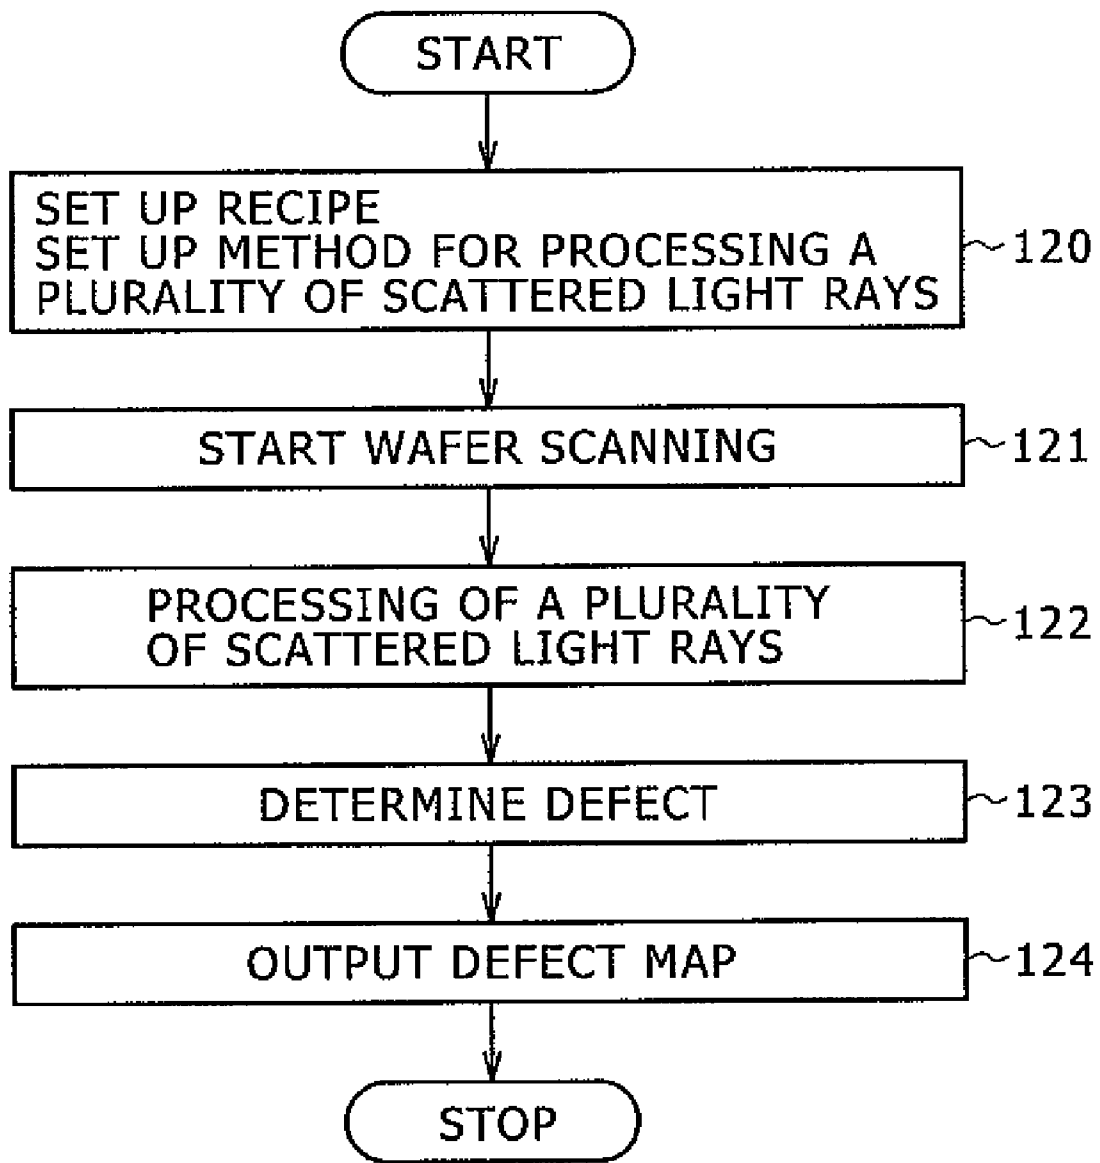 START
SET UP RECIPE
SET UP METHOD FOR PROCESSING A
PLURALITY OF SCATTERED LIGHT RAYS
120
START WAFER SCANNING
121
PROCESSING OF A PLURALITY
OF SCATTERED LIGHT RAYS
122
DETERMINE DEFECT
123
OUTPUT DEFECT MAP
124
STOP